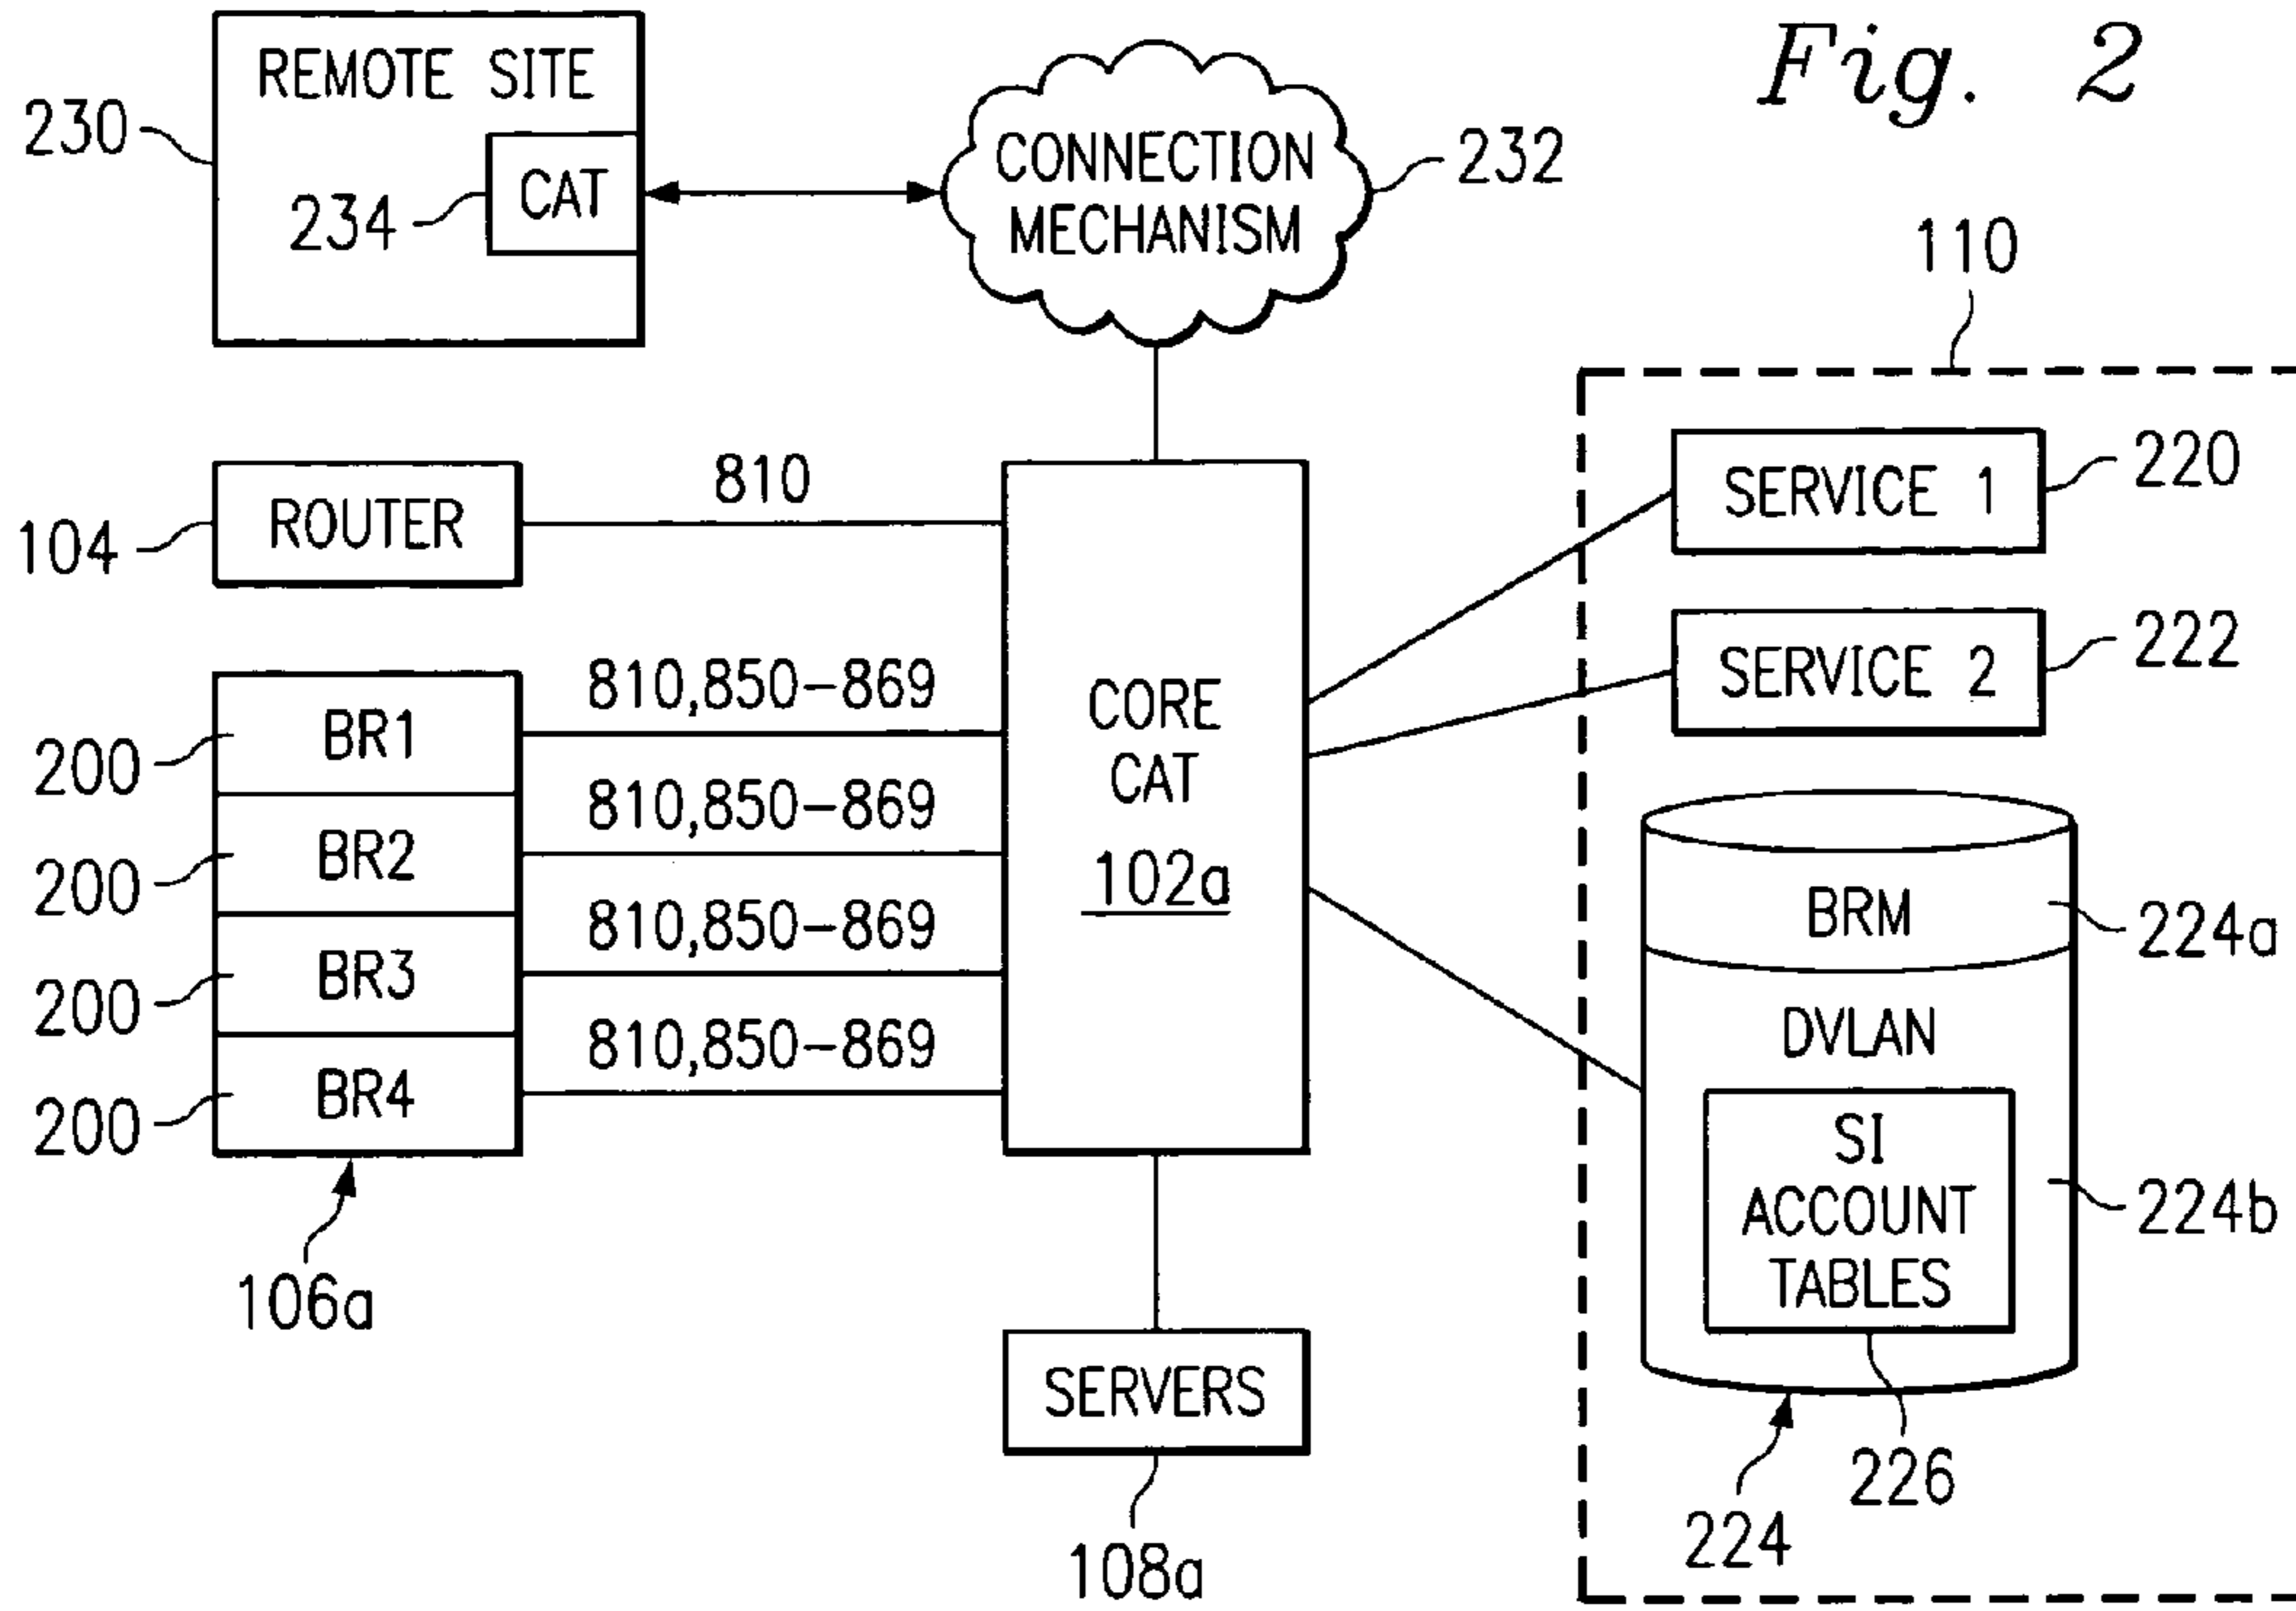 Fig. 2
REMOTE SITE
230
CAT
234
CONNECTION
MECHANISM
232
110
ROUTER
104
810
SERVICE 1
220
SERVICE 2
222
BR1
200
810,850-869
BR2
200
810,850-869
BR3
200
810,850-869
BR4
200
810,850-869
106a
CORE
CAT
102a
BRM
224a
DVLAN
SI
ACCOUNT
TABLES
224b
226
224
SERVERS
108a